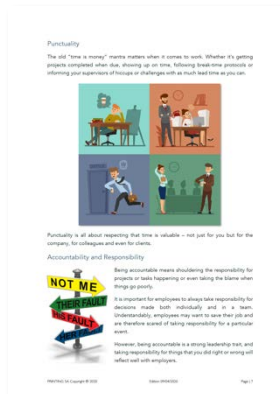 Punctuality
The old "time is money" mantra matters when it comes to work. Whether it's getting
projects completed when due, showing up on time, following break-time protocols or
informing your supervisors of hiccups or challenges with as much lead time as you can.
Punctuality is all about respecting that time is valuable – not just for you but for the
company, for colleagues and even for clients.
Accountability and Responsibility
Being accountable means shouldering the responsibility for
projects or tasks happening or even taking the blame when
things go poorly.
It is important for employees to always take responsibility for
decisions made both individually and in a team.
Understandably, employees may want to save their job and
are therefore scared of taking responsibility for a particular
event.
However, being accountable is a strong leadership trait, and
taking responsibility for things that you did right or wrong will
reflect well with employers.
NOT ME
THEIR FAULT
HIS FAULT
Page | 7